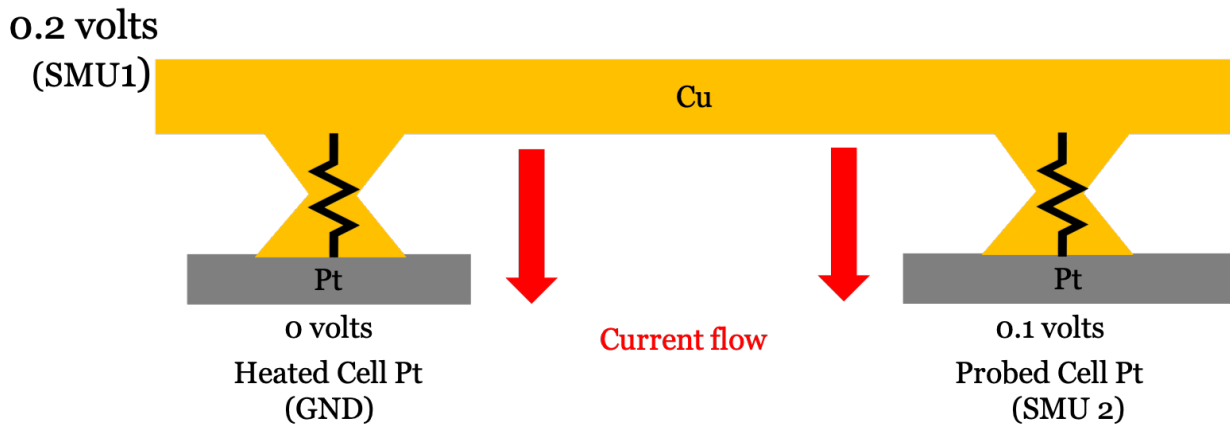 0.2 volts
(SMU1)
Cu
Pt
Pt
0 volts
0.1 volts
Current flow
Heated Cell Pt
(GND)
Probed Cell Pt
(SMU 2)